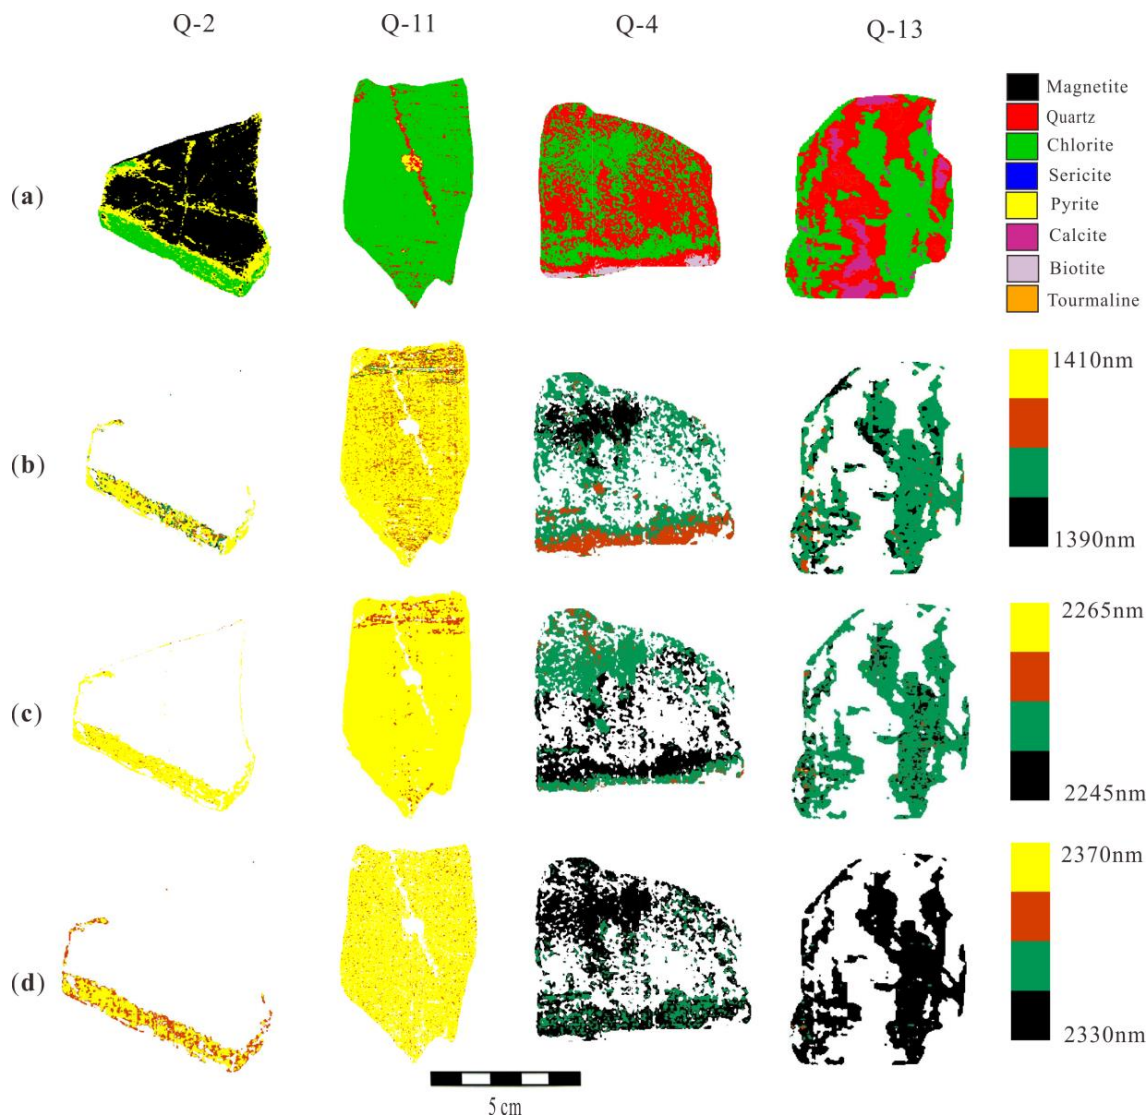 Q-2 Q-11 Q-4 Q-13
(a)
Magnetite
Quartz
Chlorite
Sericite
Pyrite
Calcite
Biotite
Tourmaline
(b)
1410nm
1390nm
(c)
2265nm
2245nm
(d)
2370nm
2330nm
5 cm